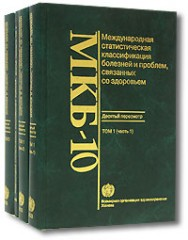 Международная
статистическая
классификация
болезней и проблем,
связанных
со здоровьем
МКБ-10
Десятый пересмотр
ТОМ 1 (часть 1)
Всемирная организация здравоохранения
Женева